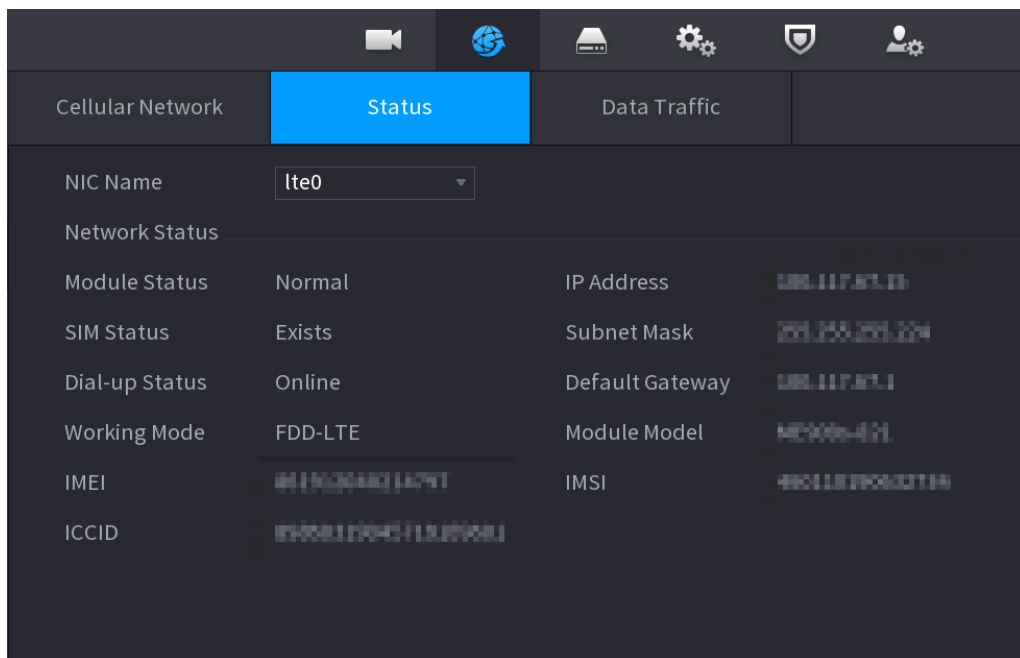 Cellular Network Status Data Traffic
NIC Name lte0
Network Status
Module Status Normal IP Address
SIM Status Exists Subnet Mask
Dial-up Status Online Default Gateway
Working Mode FDD-LTE Module Model
IMEI IMSI
ICCID